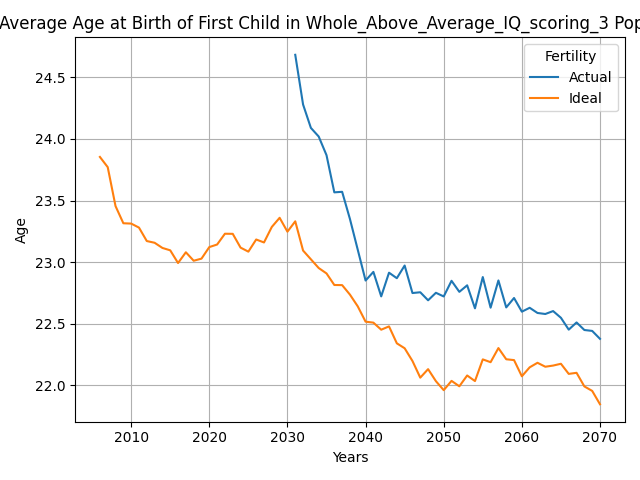 Average Age at Birth of First Child in Whole_Above_Average_IQ_scoring_3 Pop
Fertility
Actual
Ideal
24.5
24.0
23.5
23.0
22.5
22.0
Age
2010 2020 2030 2040 2050 2060 2070
Years